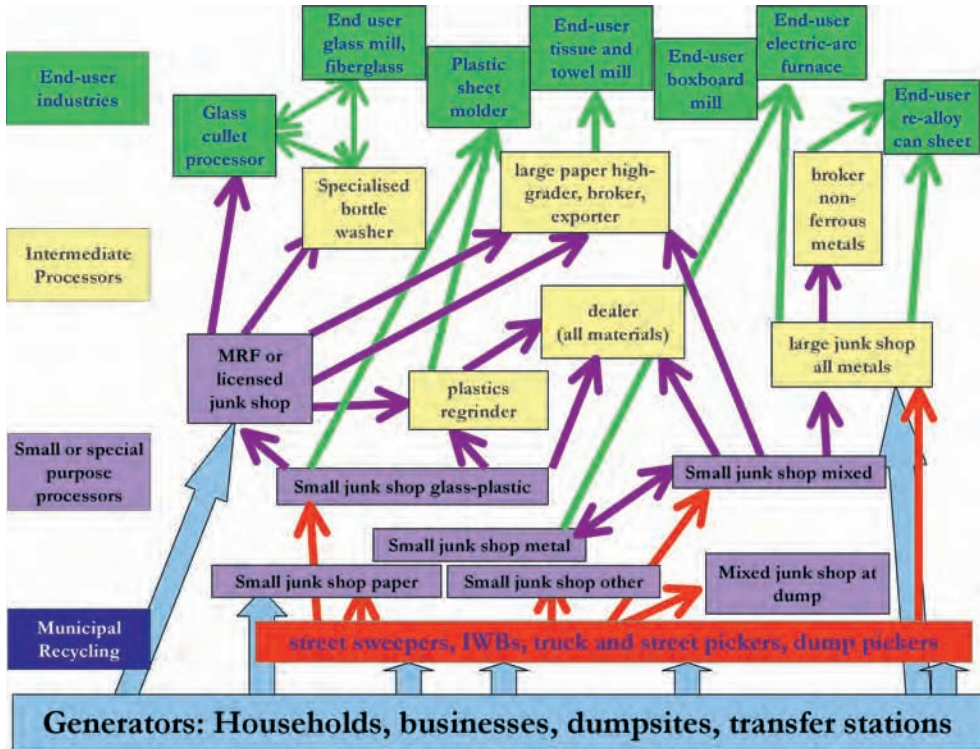 End-user
industries
End user
glass mill,
fiberglass
Plastic
sheet
molder
End-user
tissue and
towel mill
End-user
boxboard
mill
End-user
electric-arc
furnace
Glass
cullet
processor
End-user
re-alloy
can sheet
Intermediate
Processors
Specialised
bottle
washer
large paper high-
grader, broker,
exporter
broker
non-
ferrous
metals
dealer
(all materials)
MRF or
licensed
junk shop
plastics
regrinder
large junk shop
all metals
Small or special
purpose
processors
Small junk shop glass-plastic
Small junk shop mixed
Small junk shop metal
Small junk shop paper
Small junk shop other
Mixed junk shop at
dump
Municipal
Recycling
street sweepers, IWBs, truck and street pickers, dump pickers
Generators: Households, businesses, dumpsites, transfer stations